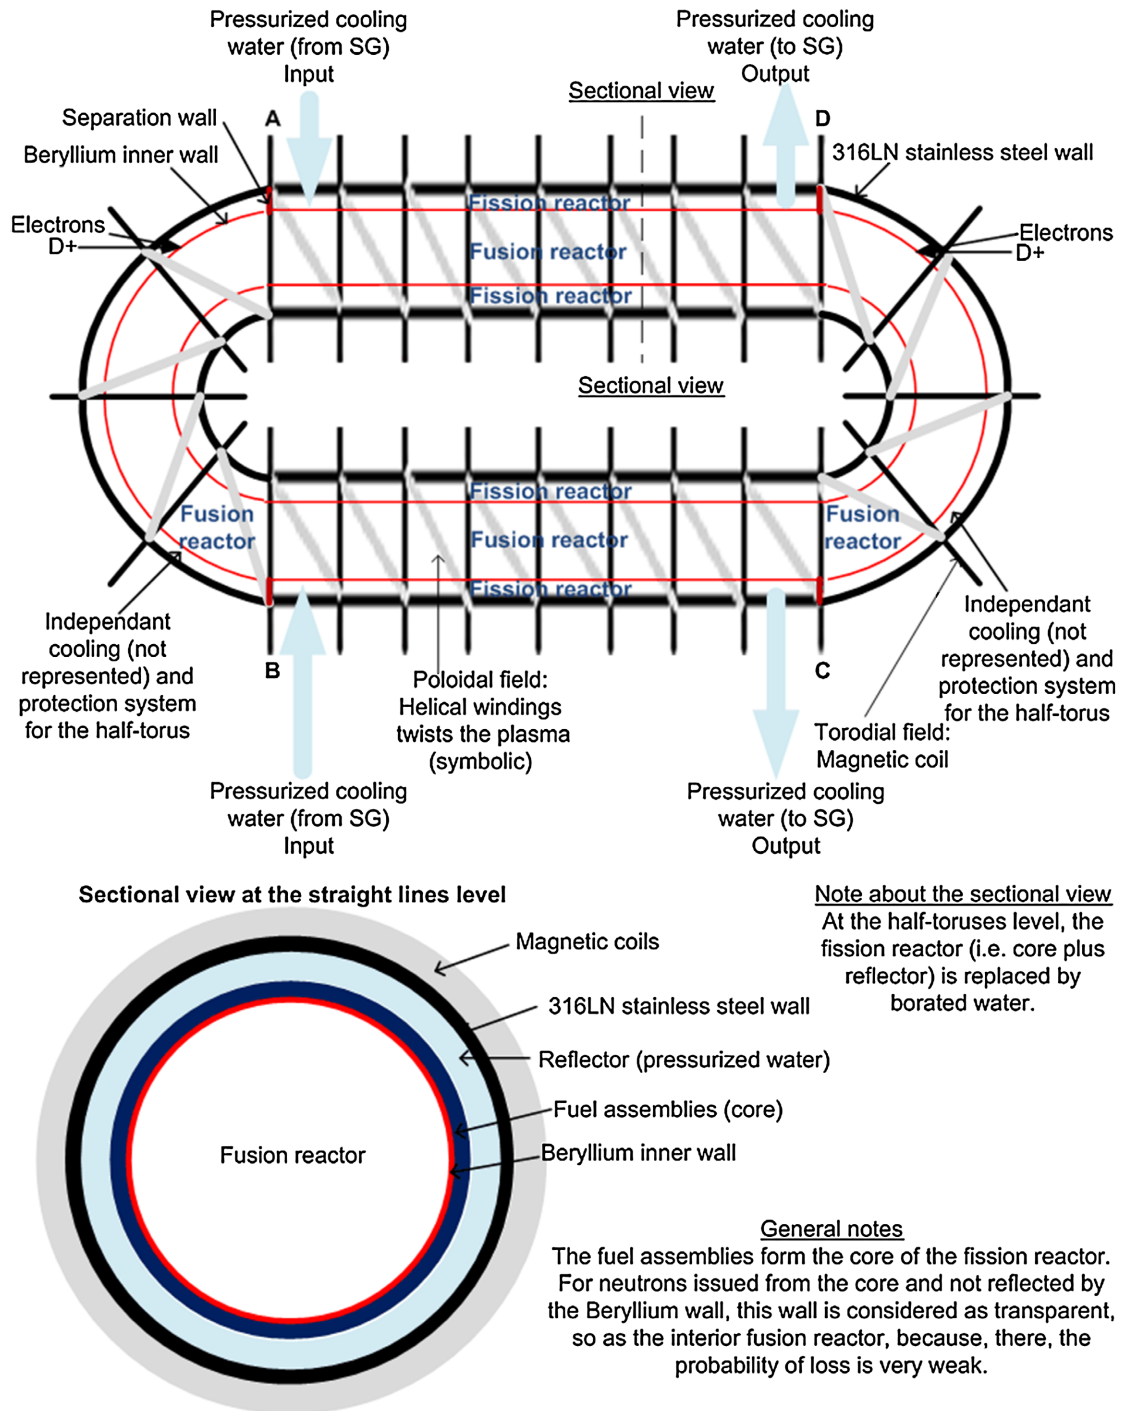 Pressurized cooling
water (from SG)
Input
Pressurized cooling
water (to SG)
Output
Sectional view
Separation wall
A
D
Beryllium inner wall
316LN stainless steel wall
Fission reactor
Electrons
D+
Fusion reactor
Electrons
D+
Fission reactor
Sectional view
Fission reactor
Fusion
reactor
Fusion reactor
Fusion
reactor
Fission reactor
Independant
cooling (not
represented) and
protection system
for the half-torus
B
Poloidal field:
Helical windings
twists the plasma
(symbolic)
C
Torodial field:
Magnetic coil
Independant
cooling (not
represented) and
protection system
for the half-torus
Pressurized cooling
water (from SG)
Input
Pressurized cooling
water (to SG)
Output
Sectional view at the straight lines level
Note about the sectional view
At the half-toruses level, the
fission reactor (i.e. core plus
reflector) is replaced by
borated water.
Magnetic coils
316LN stainless steel wall
Reflector (pressurized water)
Fuel assemblies (core)
Beryllium inner wall
Fusion reactor
General notes
The fuel assemblies form the core of the fission reactor.
For neutrons issued from the core and not reflected by
the Beryllium wall, this wall is considered as transparent,
so as the interior fusion reactor, because, there, the
probability of loss is very weak.